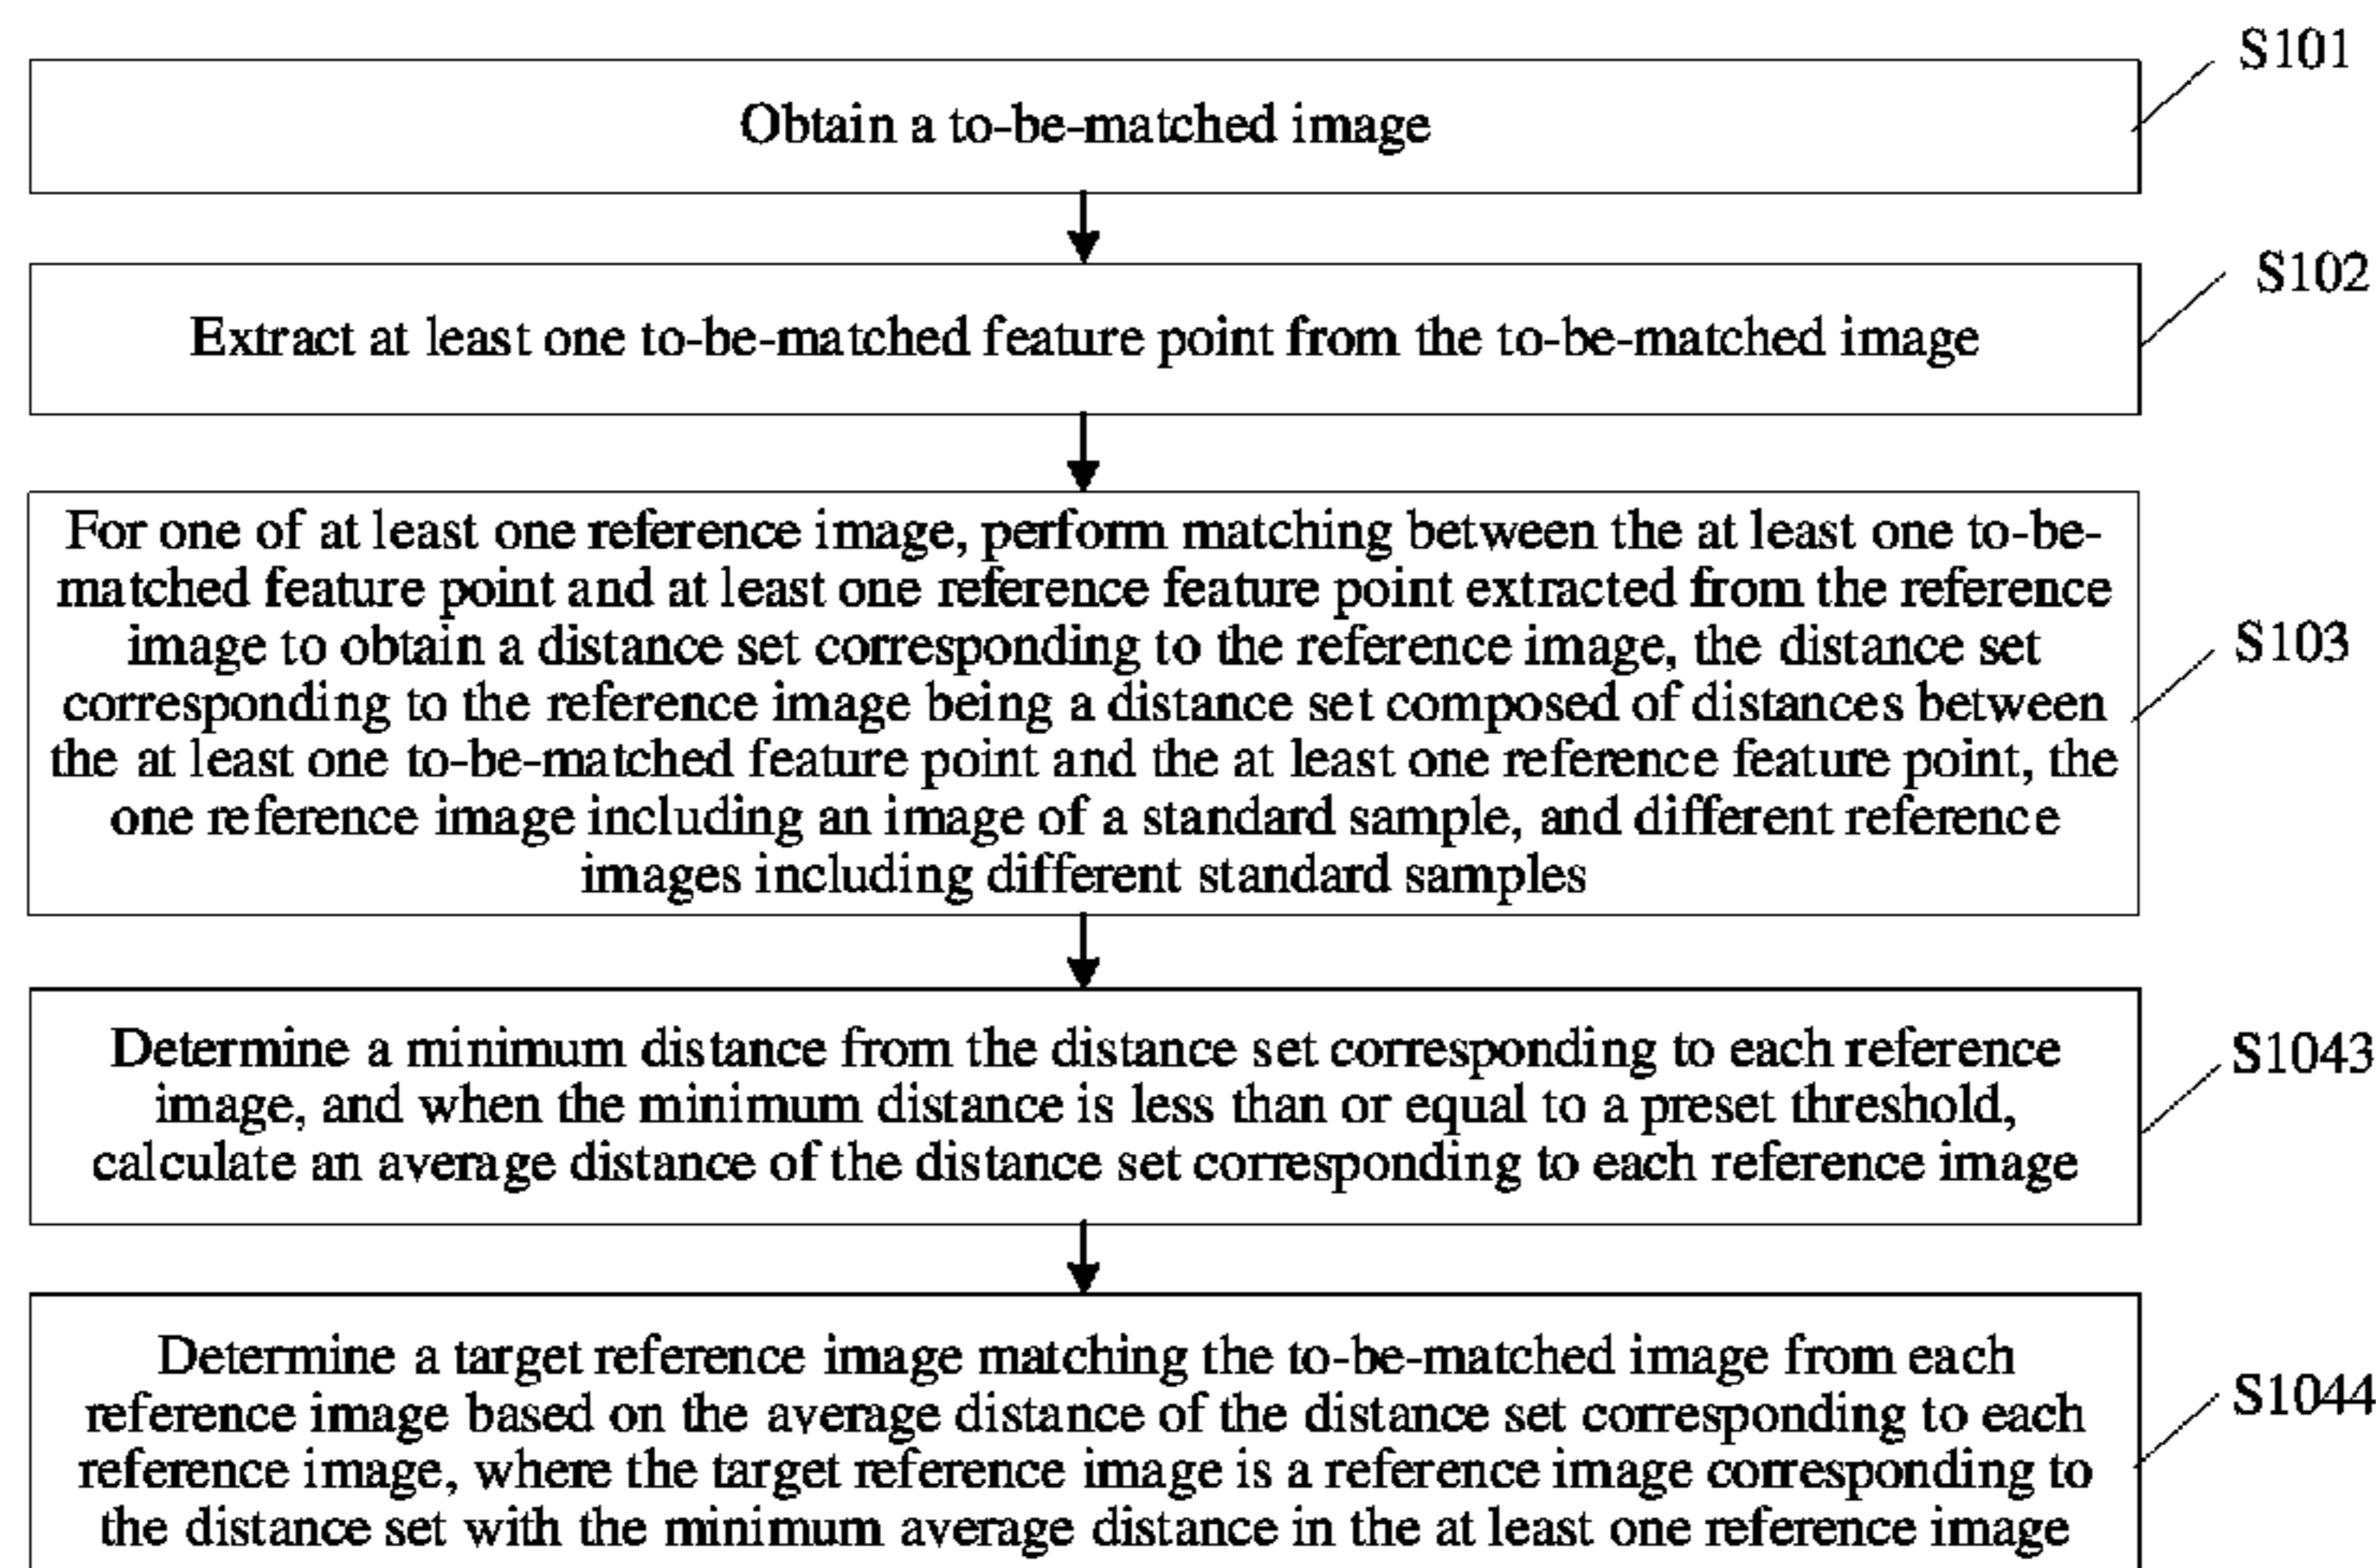 S101
Obtain a to-be-matched image
S102
Extract at least one to-be-matched feature point from the to-be-matched image
For one of at least one reference image, perform matching between the at least one to-be-
matched feature point and at least one reference feature point extracted from the reference
image to obtain a distance set corresponding to the reference image, the distance set
corresponding to the reference image being a distance set composed of distances between
the at least one to-be-matched feature point and the at least one reference feature point, the
one reference image including an image of a standard sample, and different reference
images including different standard samples
S103
Determine a minimum distance from the distance set corresponding to each reference
image, and when the minimum distance is less than or equal to a preset threshold,
calculate an average distance of the distance set corresponding to each reference image
S1043
Determine a target reference image matching the to-be-matched image from each
reference image based on the average distance of the distance set corresponding to each
reference image, where the target reference image is a reference image corresponding to
the distance set with the minimum average distance in the at least one reference image
S1044